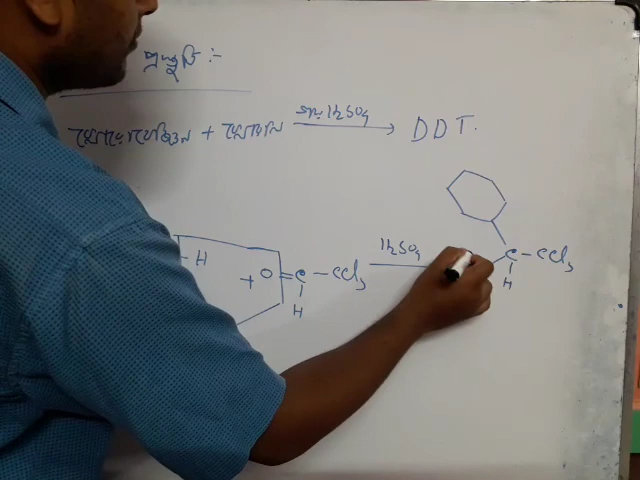 প্রস্তুতি :-
ক্লোরোবেনজিন + ক্লোরাল গাঢ় H₂SO₄ → DDT.
H + O = C - CCl₃ H₂SO₄ C - CCl₃
H H